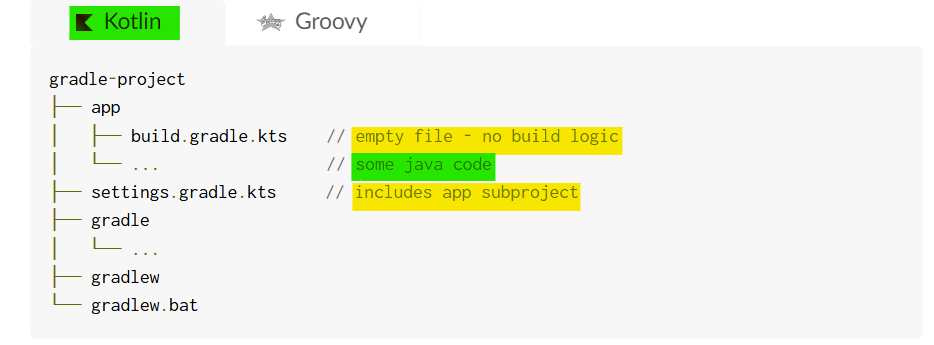 Kotlin Groovy
gradle-project
├── app
│   ├── build.gradle.kts    // empty file - no build logic
│   └── ...                 // some java code
├── settings.gradle.kts     // includes app subproject
├── gradle
│   └── ...
├── gradlew
└── gradlew.bat